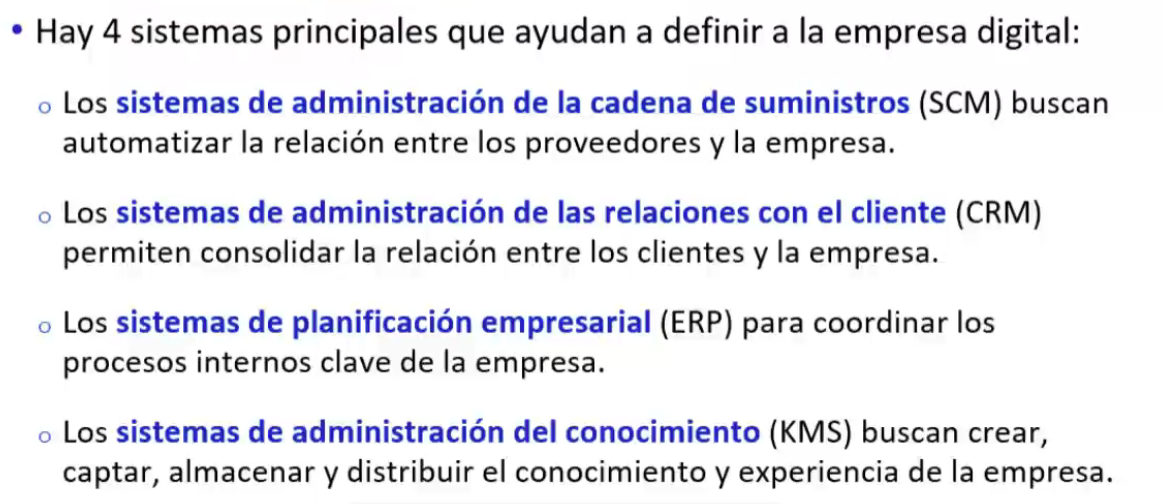 • Hay 4 sistemas principales que ayudan a definir a la empresa digital:
o Los sistemas de administración de la cadena de suministros (SCM) buscan
automatizar la relación entre los proveedores y la empresa.
o Los sistemas de administración de las relaciones con el cliente (CRM)
permiten consolidar la relación entre los clientes y la empresa.
o Los sistemas de planificación empresarial (ERP) para coordinar los
procesos internos clave de la empresa.
o Los sistemas de administración del conocimiento (KMS) buscan crear,
captar, almacenar y distribuir el conocimiento y experiencia de la empresa.